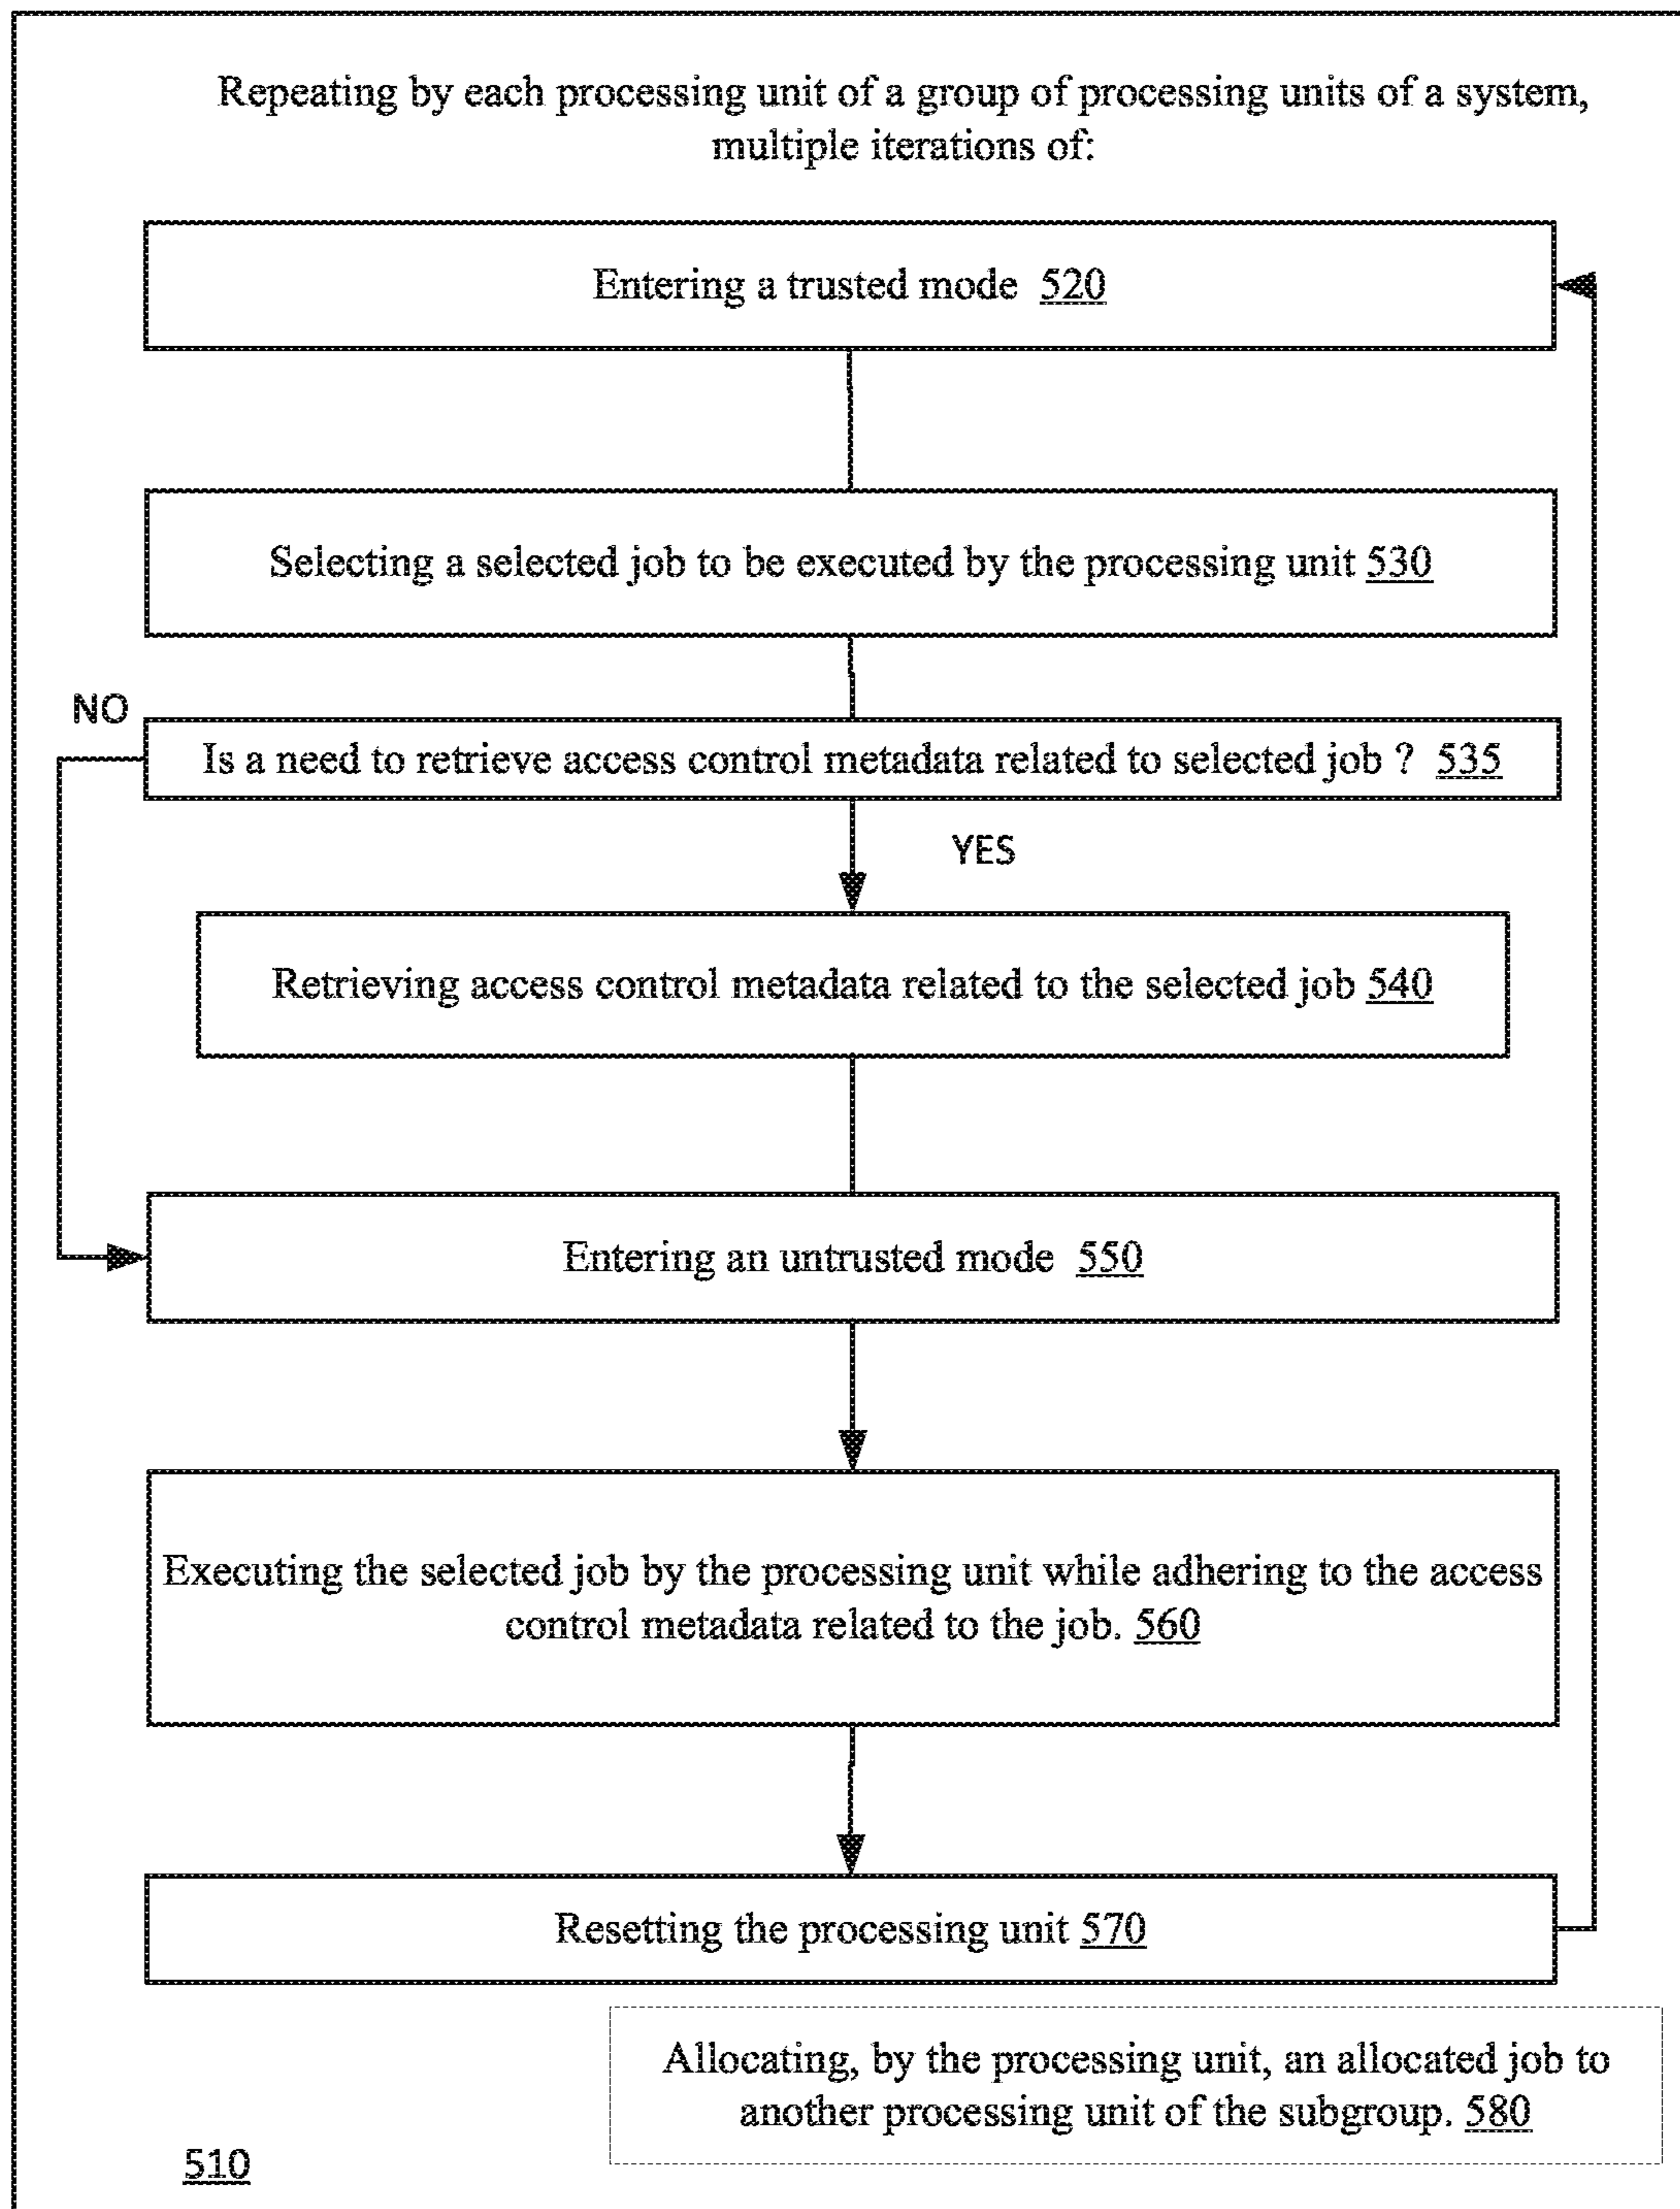 Repeating by each processing unit of a group of processing units of a system,
multiple iterations of:
Entering a trusted mode 520
Selecting a selected job to be executed by the processing unit 530
NO
Is a need to retrieve access control metadata related to selected job ? 535
YES
Retrieving access control metadata related to the selected job 540
Entering an untrusted mode 550
Executing the selected job by the processing unit while adhering to the access
control metadata related to the job. 560
Resetting the processing unit 570
Allocating, by the processing unit, an allocated job to
another processing unit of the subgroup. 580
510